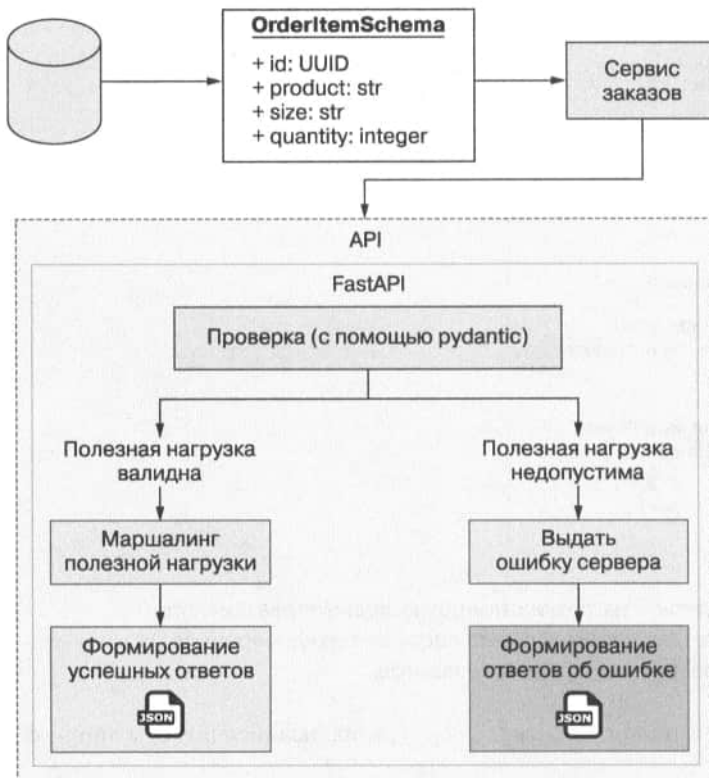 OrderItemSchema
+ id: UUID
+ product: str
+ size: str
+ quantity: integer
Сервис
заказов
API
FastAPI
Проверка (с помощью pydantic)
Полезная нагрузка
валидна
Полезная нагрузка
недопустима
Маршалинг
полезной нагрузки
Выдать
ошибку сервера
Формирование
успешных ответов
JSON
Формирование
ответов об ошибке
JSON